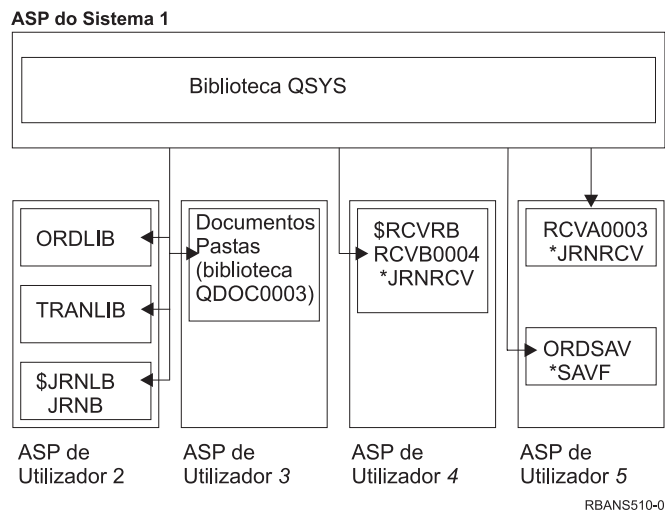 ASP do Sistema 1
Biblioteca QSYS
ORDLIB
TRANLIB
$JRNLB
JRNB
ASP de
Utilizador 2
Documentos
Pastas
(biblioteca
QDOC0003)
ASP de
Utilizador 3
$RCVRB
RCVB0004
*JRNRCV
ASP de
Utilizador 4
RCVA0003
*JRNRCV
ORDSAV
*SAVF
ASP de
Utilizador 5
RBANS510-0